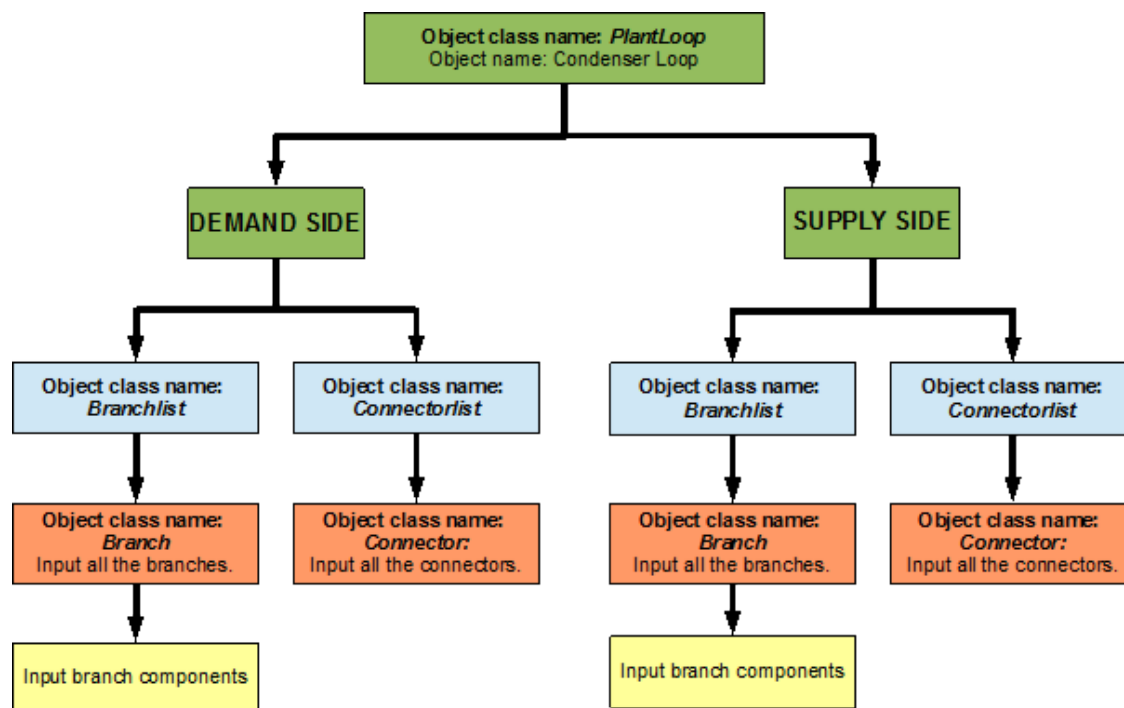 Object class name: PlantLoop
Object name: Condenser Loop
DEMAND SIDE
SUPPLY SIDE
Object class name:
Branchlist
Object class name:
Connectorlist
Object class name:
Branchlist
Object class name:
Connectorlist
Object class name:
Branch
Input all the branches.
Object class name:
Connector:
Input all the connectors.
Object class name:
Branch
Input all the branches.
Object class name:
Connector:
Input all the connectors.
Input branch components
Input branch components